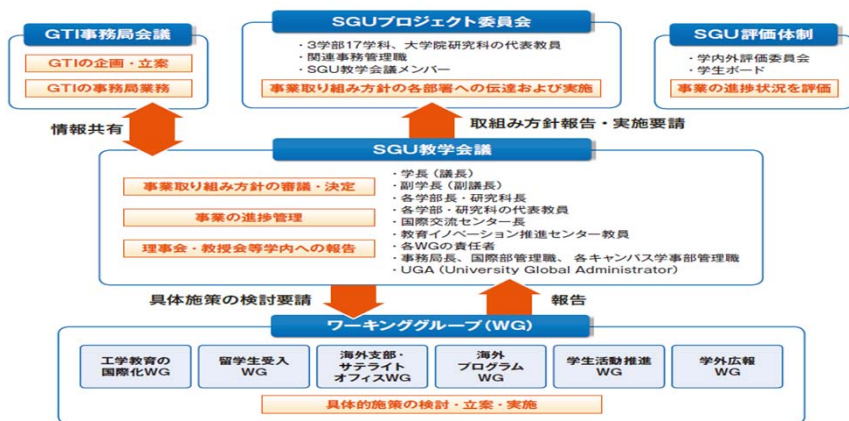 GTI事務局会議
GTIの企画・立案
GTIの事務局業務
SGUプロジェクト委員会
・3学部17学科、大学院研究科の代表教員
・関連事務管理職
・SGU教学会議メンバー
事業取り組み方針の各部署への伝達および実施
SGU評価体制
・学内外評価委員会
・学生ボード
事業の進捗状況を評価
情報共有
取組み方針報告・実施要請
SGU教学会議
事業取り組み方針の審議・決定
事業の進捗管理
理事会・教授会等学内への報告
・学長（議長）
・副学長（副議長）
・各学部長・研究科長
・各学部・研究科の代表教員
・国際交流センター長
・教育イノベーション推進センター教員
・各WGの責任者
・事務局長、国際部管理職、各キャンパス学事部管理職
・UGA（University Global Administrator）
具体施策の検討要請
報告
ワーキンググループ（WG）
工学教育の
国際化WG
留学生受入
WG
海外支部・
サテライト
オフィスWG
海外
プログラム
WG
学生活動推進
WG
学外広報
WG
具体的施策の検討・立案・実施